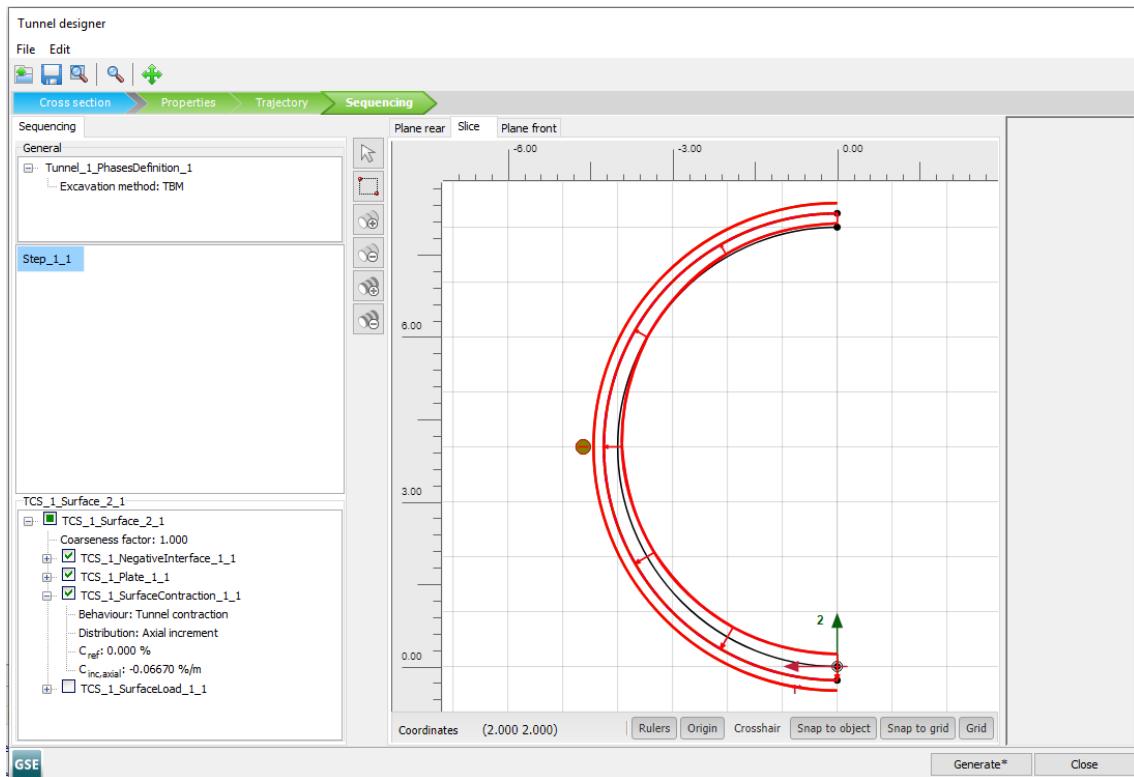 Tunnel designer
File Edit
Cross section Properties Trajectory Sequencing
Sequencing
Plane rear Slice Plane front
General
Tunnel_1_PhasesDefinition_1
Excavation method: TBM
Step_1_1
-6.00 -3.00 0.00
6.00
3.00
0.00
2
TCS_1_Surface_2_1
TCS_1_Surface_2_1
Coarseness factor: 1.000
TCS_1_NegativeInterface_1_1
TCS_1_Plate_1_1
TCS_1_SurfaceContraction_1_1
Behaviour: Tunnel contraction
Distribution: Axial increment
Cref: 0.000 %
Cinc,axial: -0.06670 %/m
TCS_1_SurfaceLoad_1_1
Coordinates (2.000 2.000) Rulers Origin Crosshair Snap to object Snap to grid Grid
GSE Generate* Close